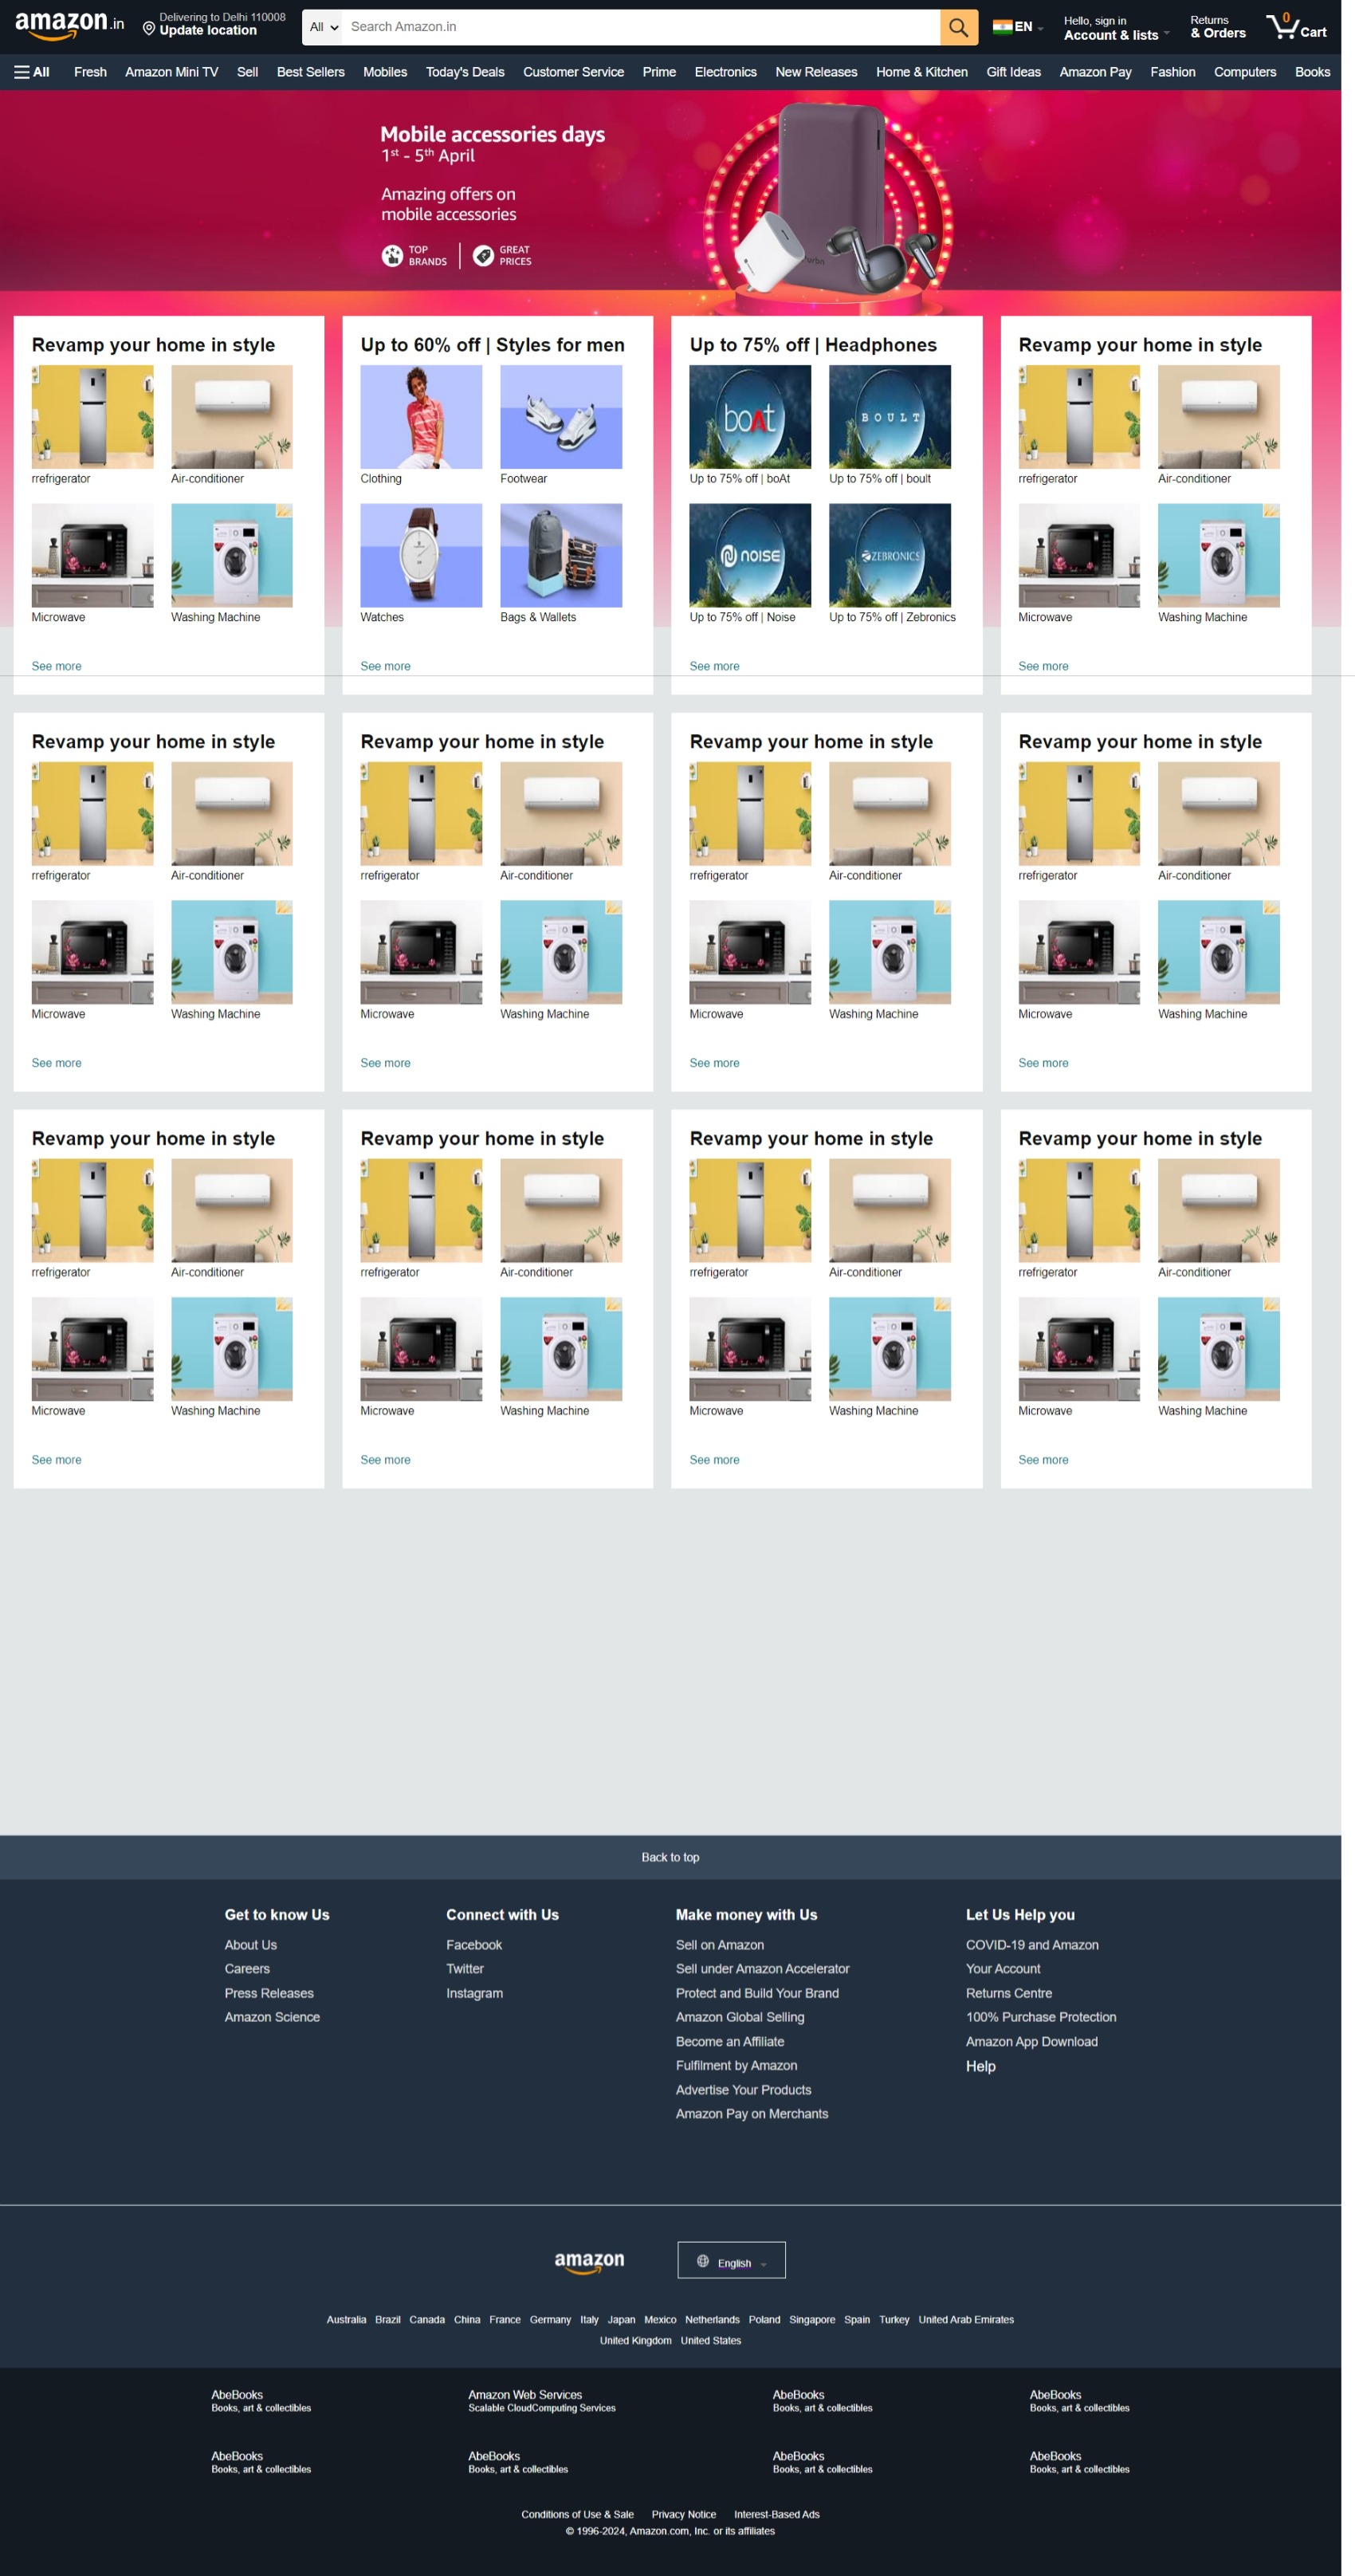 amazon.in
Delivering to Delhi 110008
Update location
All
Search Amazon.in
EN
Hello, sign in
Account & lists
Returns
& Orders
0
Cart
All Fresh Amazon Mini TV Sell Best Sellers Mobiles Today's Deals Customer Service Prime Electronics New Releases Home & Kitchen Gift Ideas Amazon Pay Fashion Computers Books
Mobile accessories days
1st - 5th April
Amazing offers on
mobile accessories
TOP
BRANDS
GREAT
PRICES
Revamp your home in style
rrefrigerator
Air-conditioner
Microwave
Washing Machine
See more
Up to 60% off | Styles for men
Clothing
Footwear
Watches
Bags & Wallets
See more
Up to 75% off | Headphones
boAt
BOULT
Up to 75% off | boAt
Up to 75% off | boult
NOISE
ZEBRONICS
Up to 75% off | Noise
Up to 75% off | Zebronics
See more
Revamp your home in style
rrefrigerator
Air-conditioner
Microwave
Washing Machine
See more
Revamp your home in style
rrefrigerator
Air-conditioner
Microwave
Washing Machine
See more
Revamp your home in style
rrefrigerator
Air-conditioner
Microwave
Washing Machine
See more
Revamp your home in style
rrefrigerator
Air-conditioner
Microwave
Washing Machine
See more
Revamp your home in style
rrefrigerator
Air-conditioner
Microwave
Washing Machine
See more
Revamp your home in style
rrefrigerator
Air-conditioner
Microwave
Washing Machine
See more
Revamp your home in style
rrefrigerator
Air-conditioner
Microwave
Washing Machine
See more
Revamp your home in style
rrefrigerator
Air-conditioner
Microwave
Washing Machine
See more
Revamp your home in style
rrefrigerator
Air-conditioner
Microwave
Washing Machine
See more
Back to top
Get to know Us
About Us
Careers
Press Releases
Amazon Science
Connect with Us
Facebook
Twitter
Instagram
Make money with Us
Sell on Amazon
Sell under Amazon Accelerator
Protect and Build Your Brand
Amazon Global Selling
Become an Affiliate
Fulfilment by Amazon
Advertise Your Products
Amazon Pay on Merchants
Let Us Help you
COVID-19 and Amazon
Your Account
Returns Centre
100% Purchase Protection
Amazon App Download
Help
amazon
English
Australia Brazil Canada China France Germany Italy Japan Mexico Netherlands Poland Singapore Spain Turkey United Arab Emirates
United Kingdom United States
AbeBooks
Books, art & collectibles
Amazon Web Services
Scalable CloudComputing Services
AbeBooks
Books, art & collectibles
AbeBooks
Books, art & collectibles
AbeBooks
Books, art & collectibles
AbeBooks
Books, art & collectibles
AbeBooks
Books, art & collectibles
AbeBooks
Books, art & collectibles
Conditions of Use & Sale Privacy Notice Interest-Based Ads
© 1996-2024, Amazon.com, Inc. or its affiliates